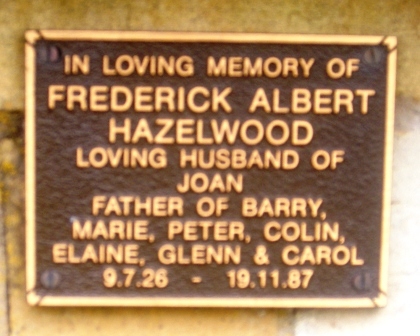 IN LOVING MEMORY OF
FREDERICK ALBERT
HAZELWOOD
LOVING HUSBAND OF
JOAN
FATHER OF BARRY,
MARIE, PETER, COLIN,
ELAINE, GLENN & CAROL
9.7.26 - 19.11.87